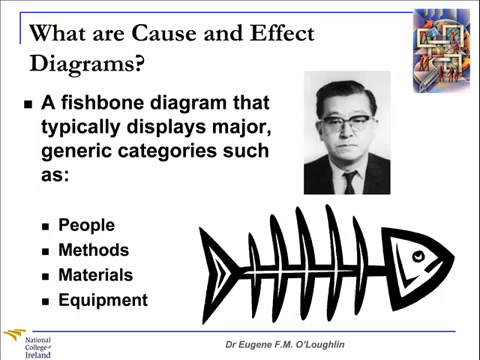 What are Cause and Effect
Diagrams?
A fishbone diagram that
typically displays major,
generic categories such
as:
People
Methods
Materials
Equipment
National
College of
Ireland
Dr Eugene F.M. O’Loughlin